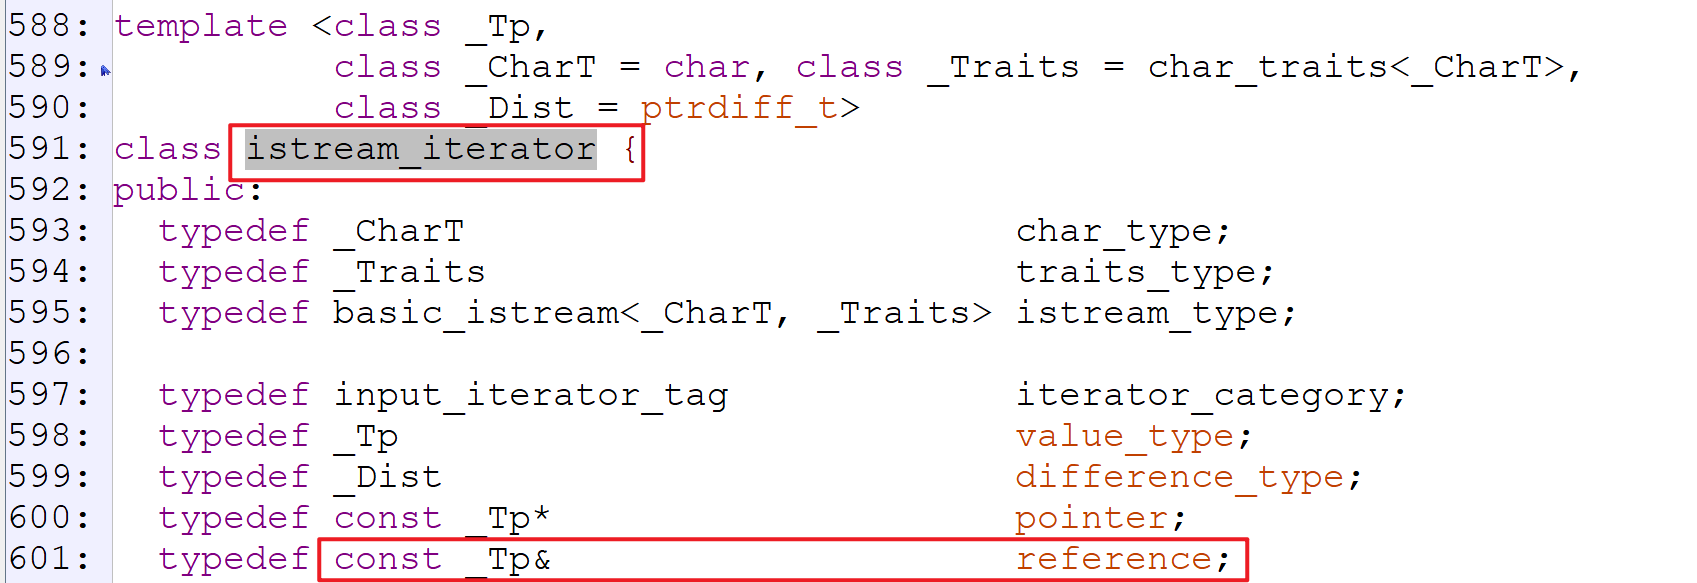 588: template <class _Tp,
589:           class _CharT = char, class _Traits = char_traits<_CharT>,
590:           class _Dist = ptrdiff_t>
591: class istream_iterator {
592: public:
593:   typedef _CharT                         char_type;
594:   typedef _Traits                        traits_type;
595:   typedef basic_istream<_CharT, _Traits> istream_type;
596:
597:   typedef input_iterator_tag             iterator_category;
598:   typedef _Tp                            value_type;
599:   typedef _Dist                          difference_type;
600:   typedef const _Tp*                     pointer;
601:   typedef const _Tp&                     reference;